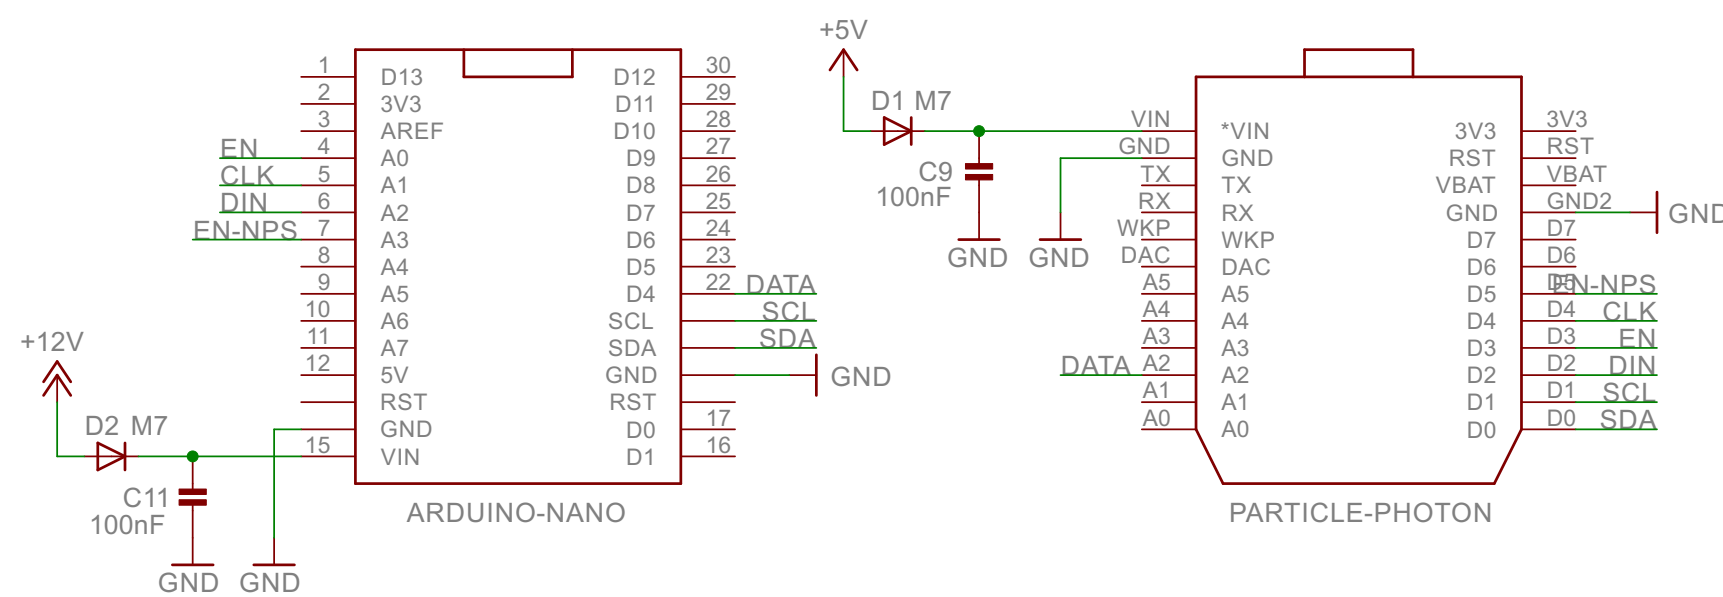 +5V
1 D13 D12 30
2 3V3 D11 29
3 AREF D10 28
EN 4 A0 D9 27
CLK 5 A1 D8 26
DIN 6 A2 D7 25
EN-NPS 7 A3 D6 24
8 A4 D5 23
9 A5 D4 22 DATA
10 A6 SCL SCL
11 A7 SDA SDA
12 5V GND GND
RST RST
GND D0 17
15 VIN D1 16
ARDUINO-NANO
+12V
D2 M7
C11
100nF
GND GND
D1 M7
C9
100nF
GND GND
VIN *VIN 3V3 3V3
GND GND RST RST
TX TX VBAT VBAT
RX RX GND GND2 GND
WKP WKP D7 D7
DAC DAC D6 D6
A5 A5 D5 D5 EN-NPS
A4 A4 D4 D4 CLK
A3 A3 D3 D3 EN
DATA A2 A2 D2 D2 DIN
A1 A1 D1 D1 SCL
A0 A0 D0 D0 SDA
PARTICLE-PHOTON